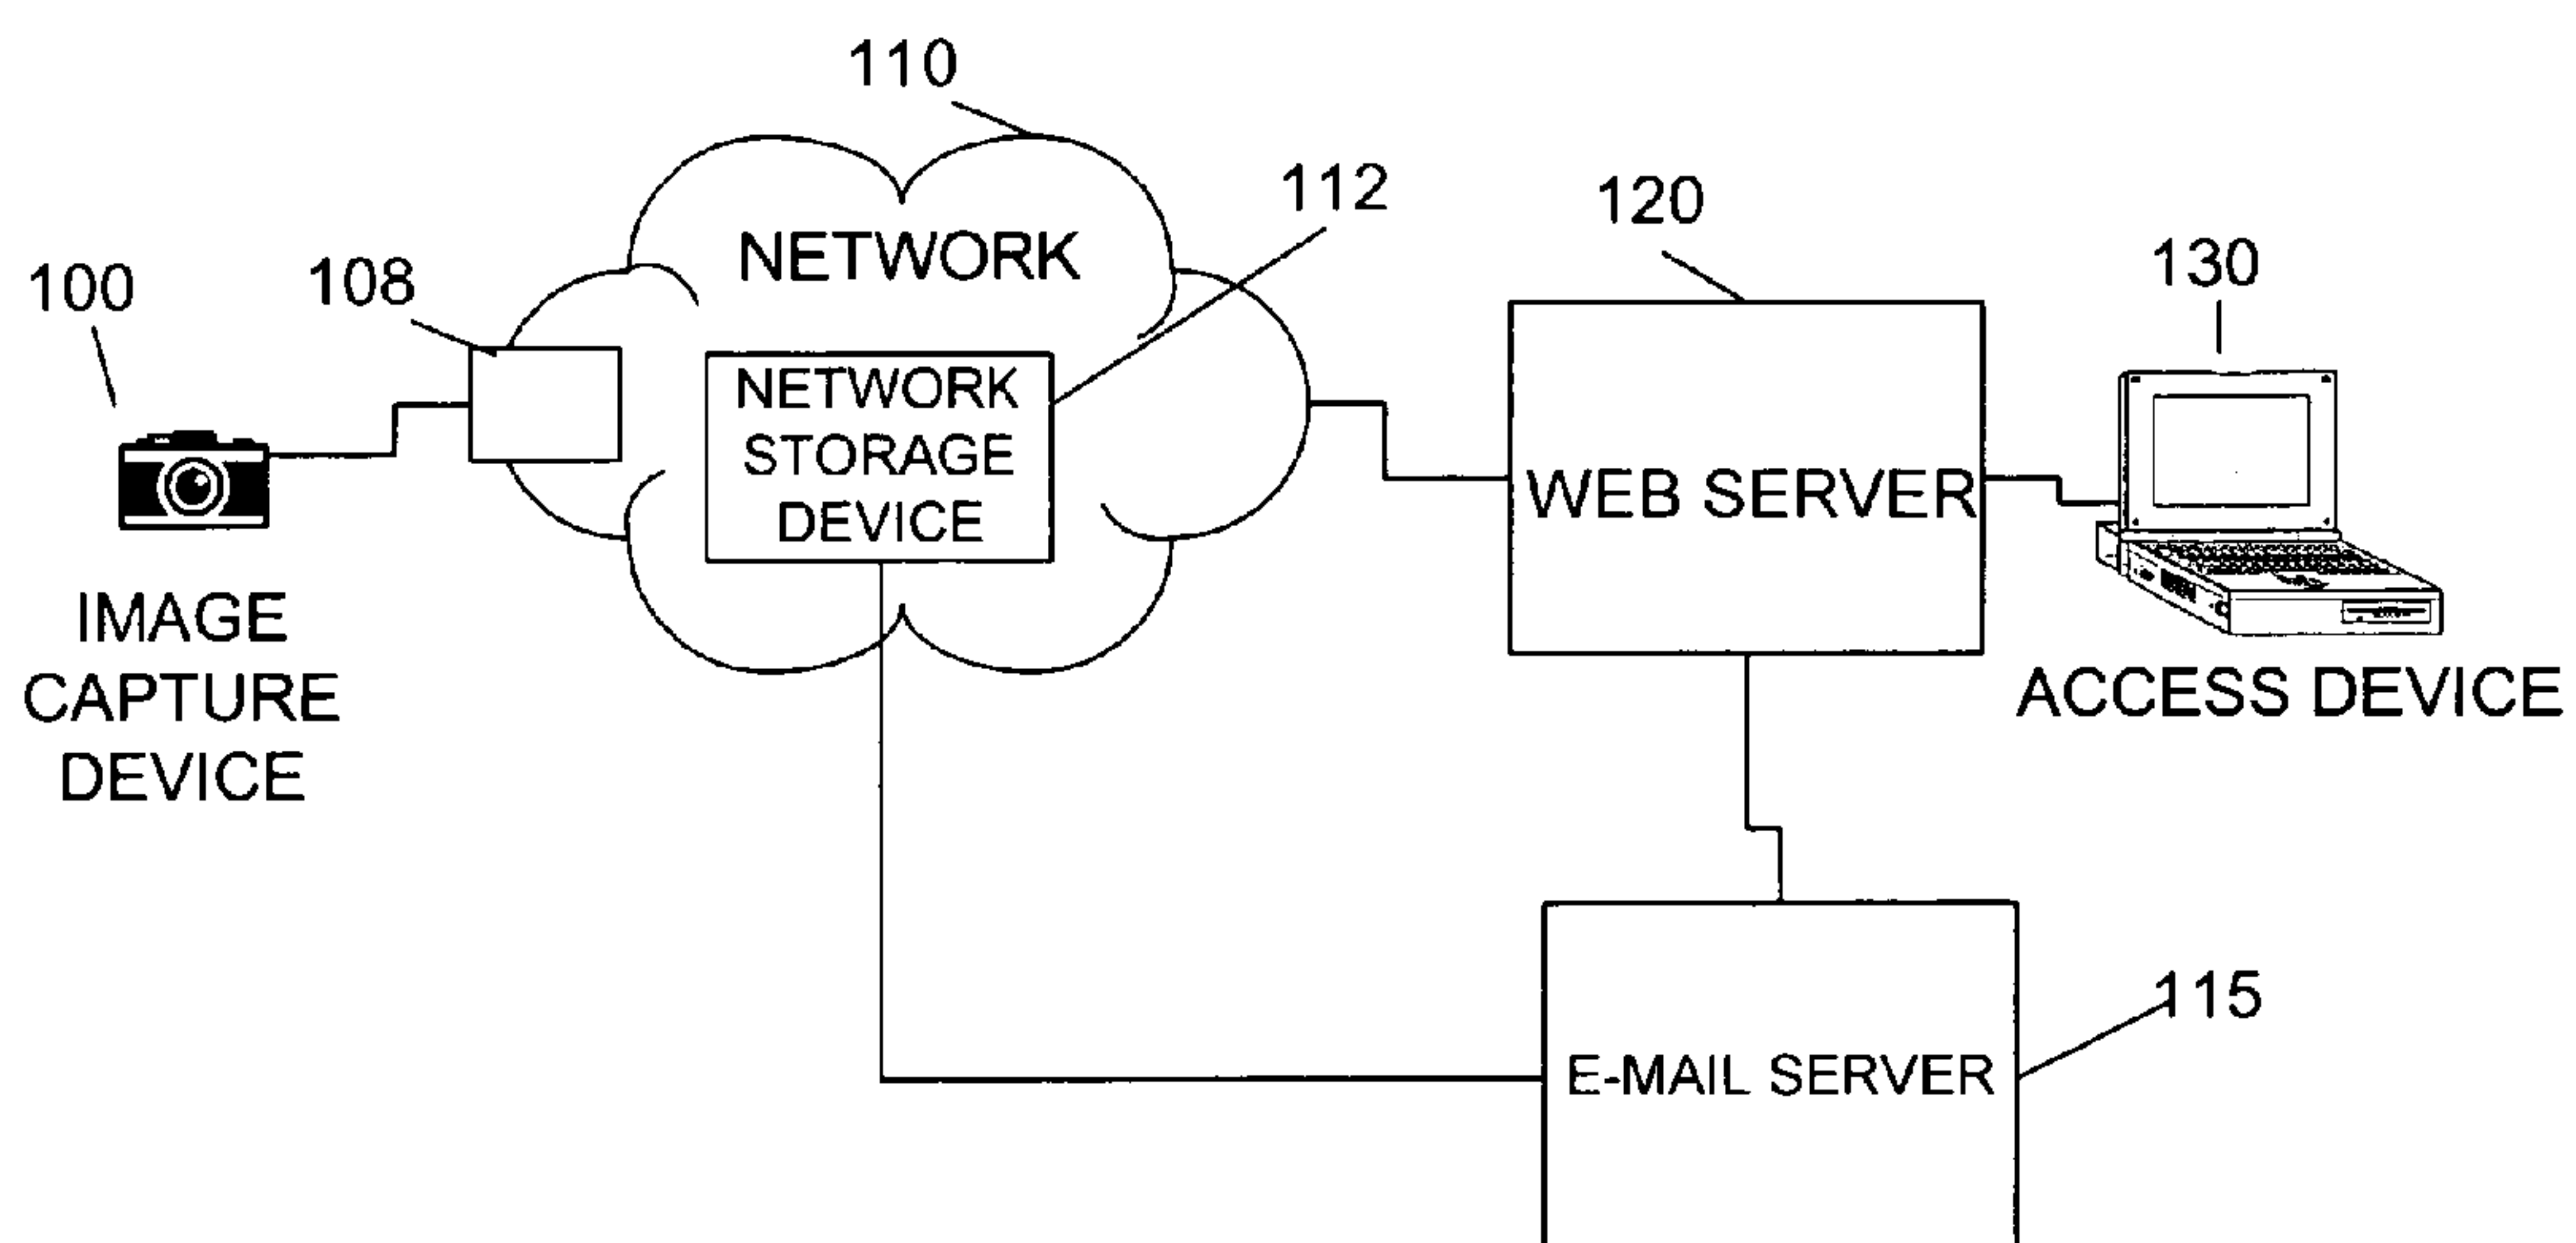 110
112
120
130
100
108
NETWORK
NETWORK
STORAGE
DEVICE
WEB SERVER
IMAGE
CAPTURE
DEVICE
ACCESS DEVICE
115
E-MAIL SERVER